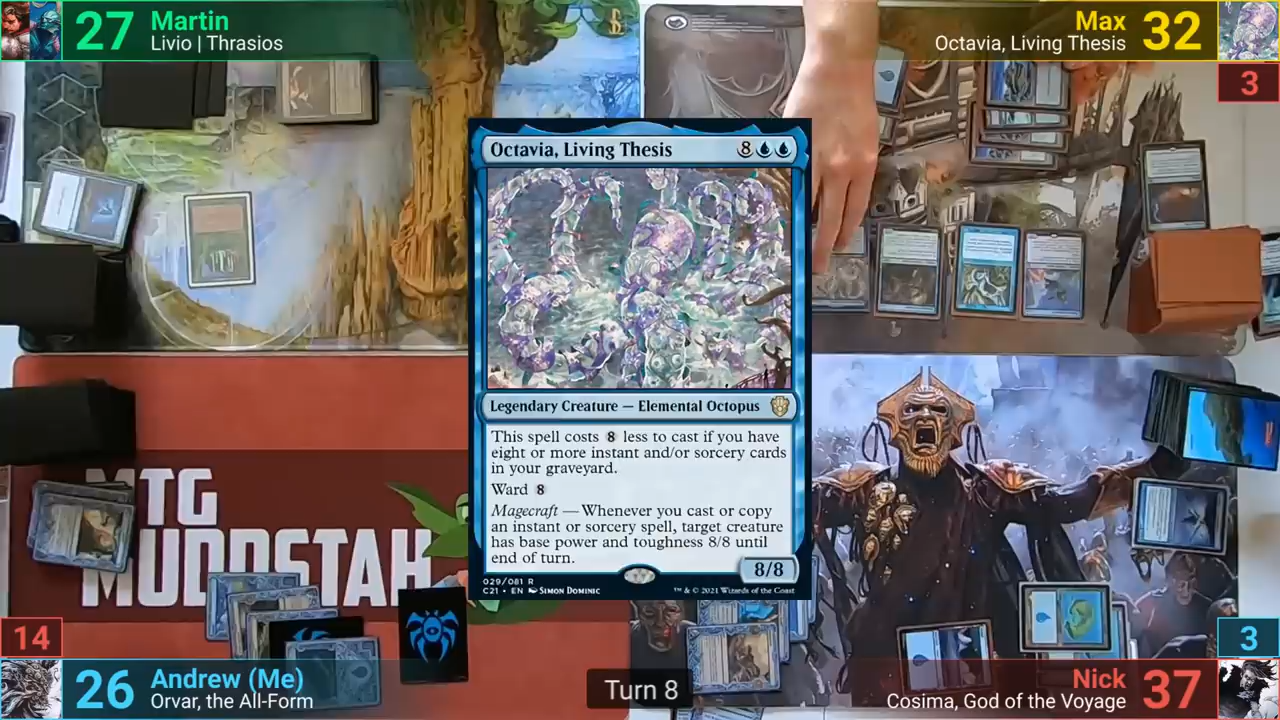 27 Martin
Livio | Thrasios
Max 32
Octavia, Living Thesis
3
Octavia, Living Thesis 8
Legendary Creature — Elemental Octopus
This spell costs 8 less to cast if you have
eight or more instant and/or sorcery cards
in your graveyard.
Ward 8
Magecraft — Whenever you cast or copy
an instant or sorcery spell, target creature
has base power and toughness 8/8 until
end of turn.
8/8
029/081 R
C21 • EN SIMON DOMINIC
™ & © 2021 Wizards of the Coast
MTG
MUDDSTAH
14
26 Andrew (Me)
Orvar, the All-Form
Turn 8
3
Nick 37
Cosima, God of the Voyage